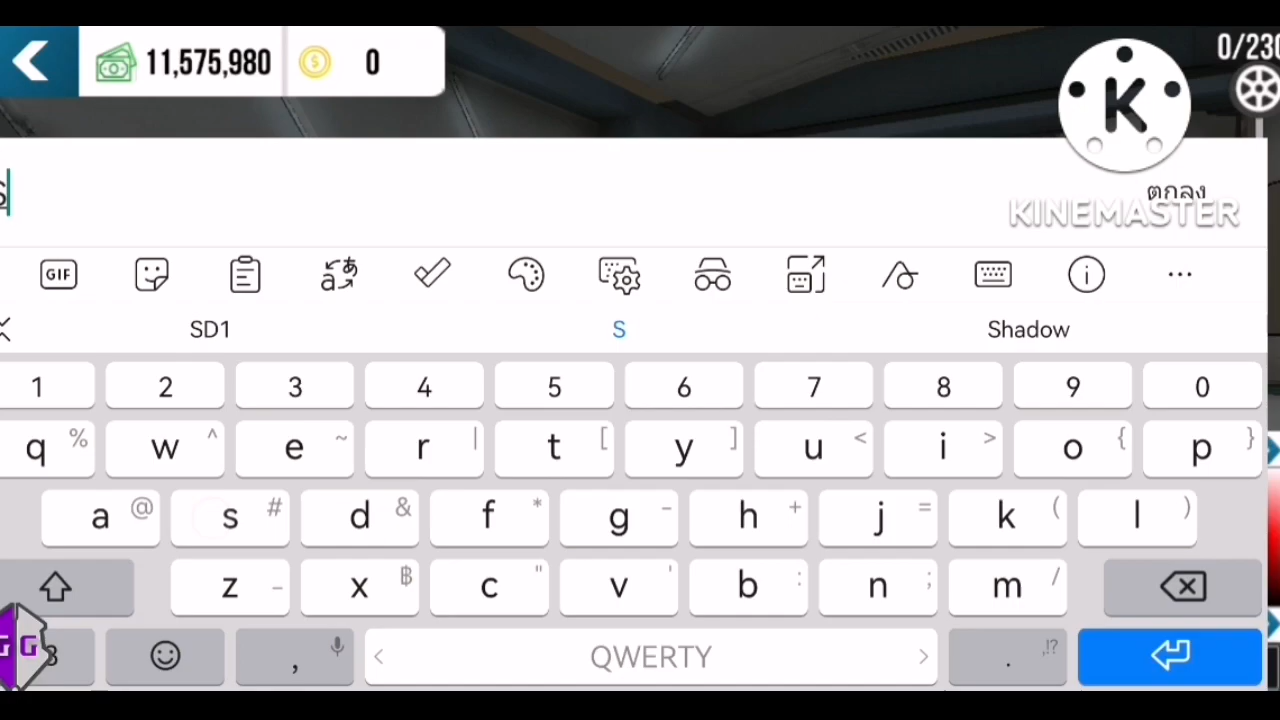 11,575,980 0 0/230
K
S ตกลง
KINEMASTER
GIF
SD1 S Shadow
1 2 3 4 5 6 7 8 9 0
q % w ^ e ~ r | t [ y ] u < i > o { p }
a @ s # d & f * g - h + j = k ( l )
z _ x ฿ c " v ' b : n ; m /
GG , < QWERTY > . ,!?